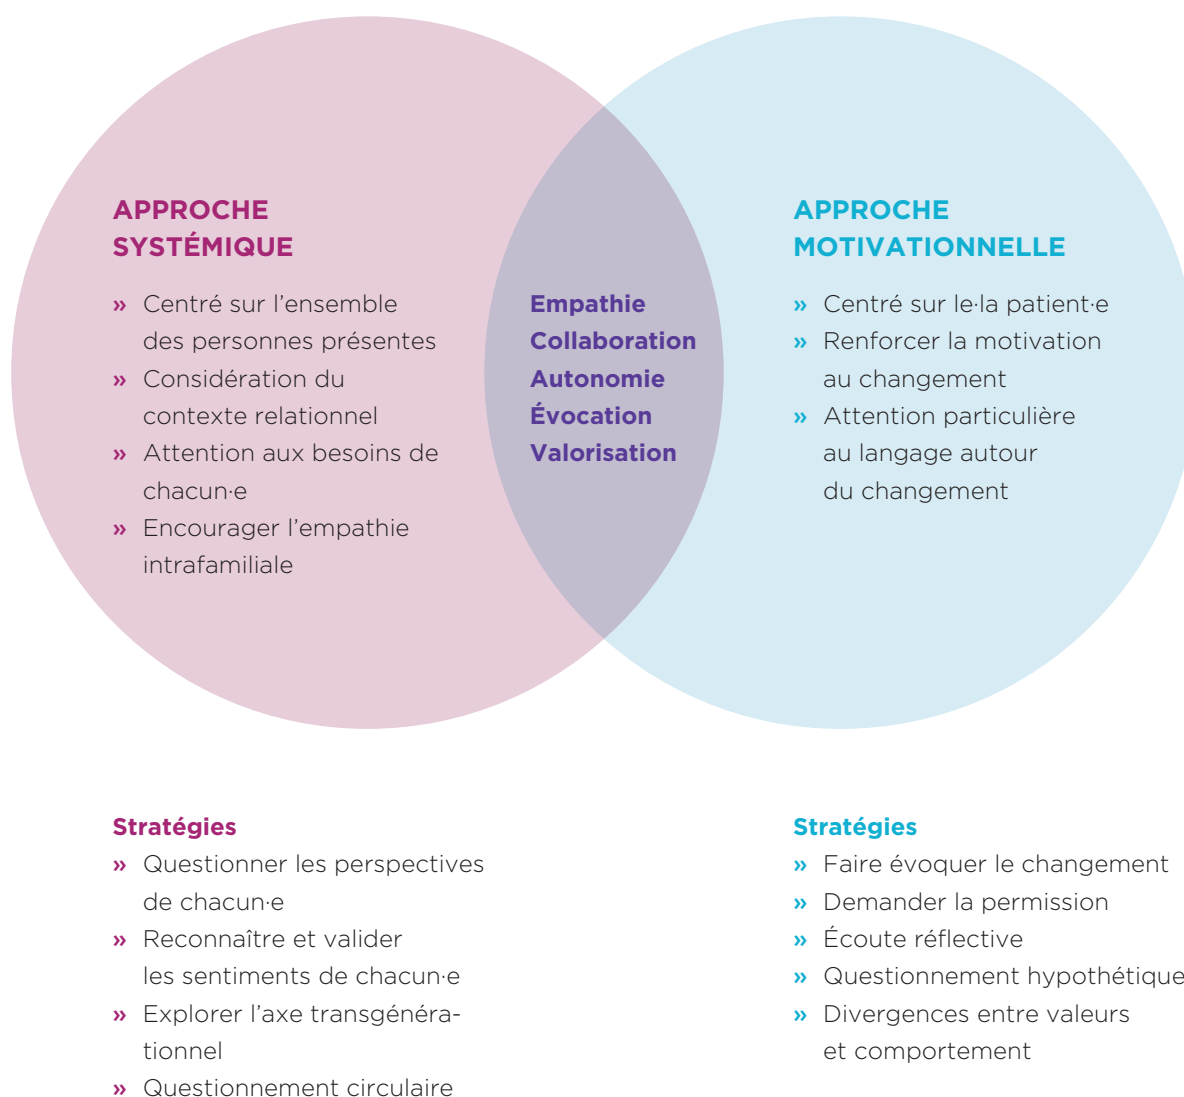 APPROCHE
SYSTÉMIQUE
» Centré sur l’ensemble
des personnes présentes
» Considération du
contexte relationnel
» Attention aux besoins de
chacun·e
» Encourager l’empathie
intrafamiliale
Empathie
Collaboration
Autonomie
Évocation
Valorisation
APPROCHE
MOTIVATIONNELLE
» Centré sur le·la patient·e
» Renforcer la motivation
au changement
» Attention particulière
au langage autour
du changement
Stratégies
» Questionner les perspectives
de chacun·e
» Reconnaître et valider
les sentiments de chacun·e
» Explorer l’axe transgénéra-
tionnel
» Questionnement circulaire
Stratégies
» Faire évoquer le changement
» Demander la permission
» Écoute réflective
» Questionnement hypothétique
» Divergences entre valeurs
et comportement